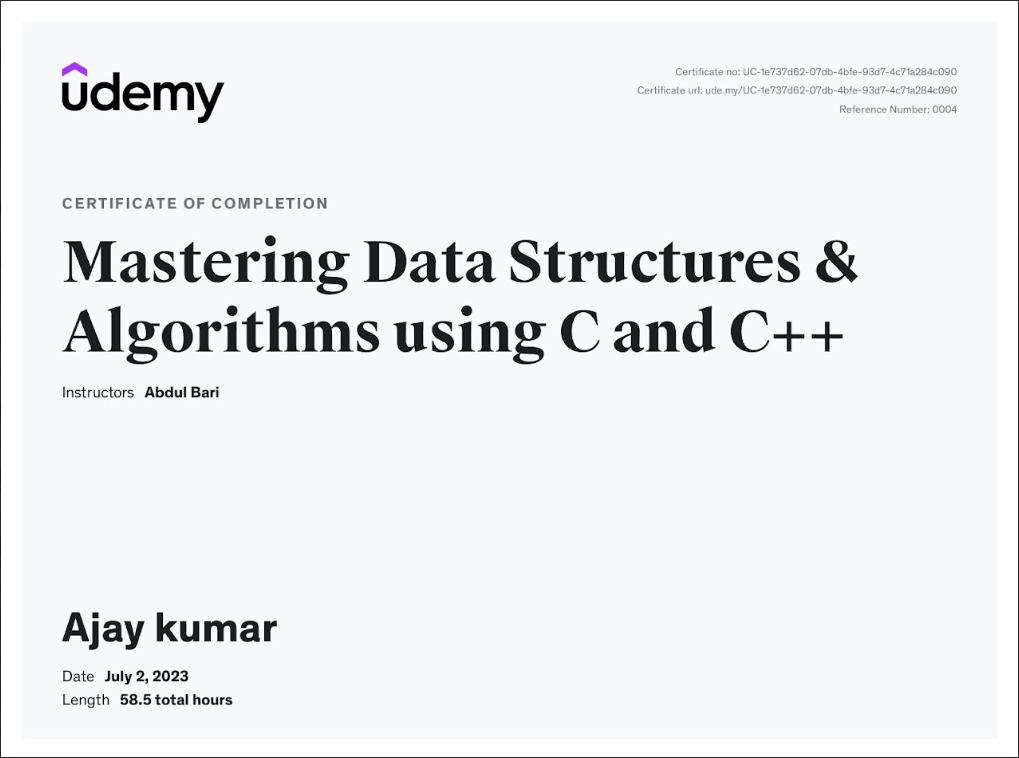 udemy
Certificate no: UC-1e737d62-07db-4bfe-93d7-4c71a284c090
Certificate url: ude.my/UC-1e737d62-07db-4bfe-93d7-4c71a284c090
Reference Number: 0004
CERTIFICATE OF COMPLETION
Mastering Data Structures &
Algorithms using C and C++
Instructors Abdul Bari
Ajay kumar
Date July 2, 2023
Length 58.5 total hours